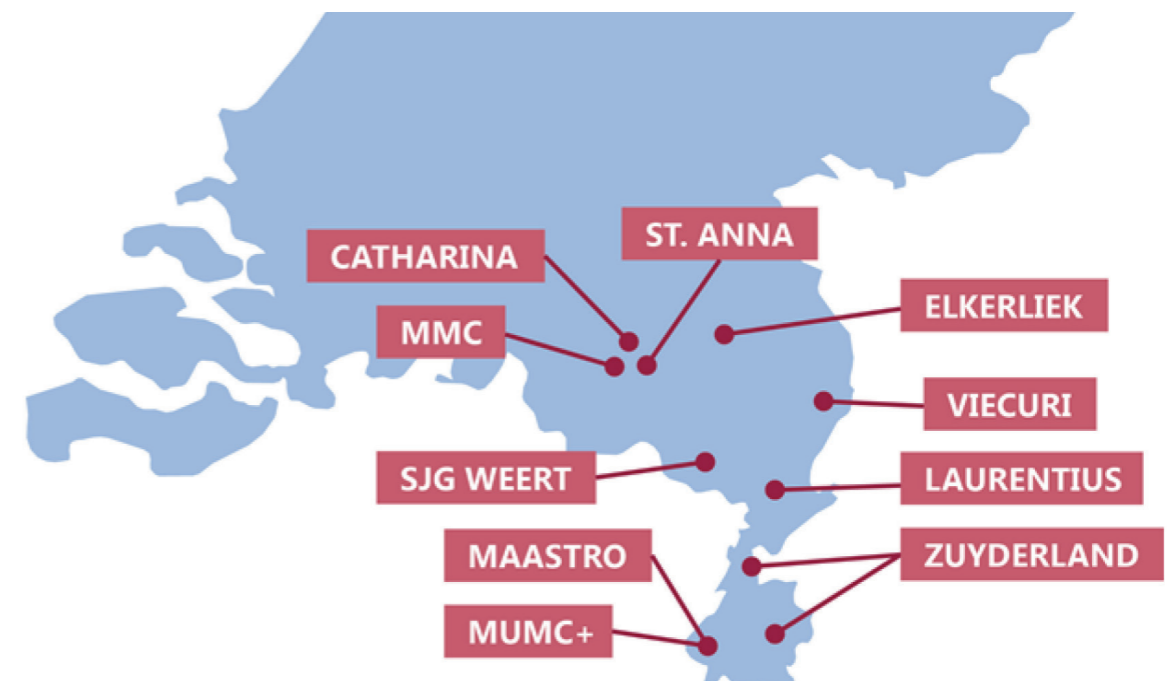 ST. ANNA
CATHARINA
ELKERLIEK
MMC
VIECURI
SJG WEERT
LAURENTIUS
MAASTRO
ZUYDERLAND
MUMC+